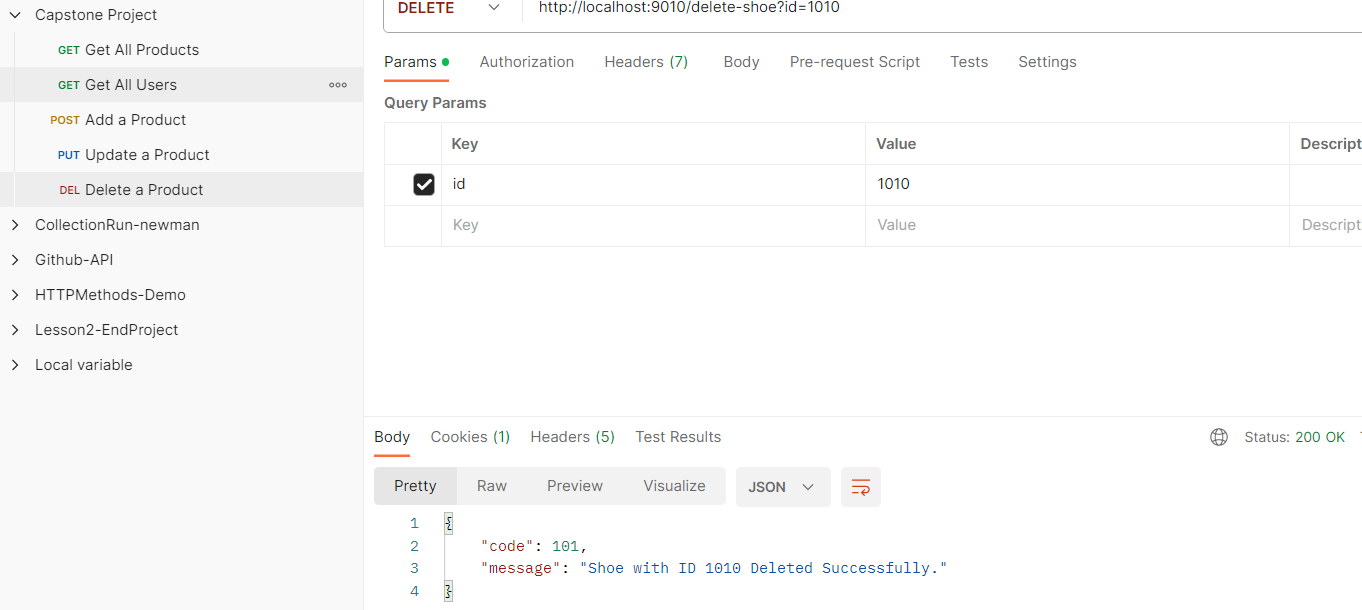 Capstone Project
GET Get All Products
GET Get All Users
POST Add a Product
PUT Update a Product
DEL Delete a Product
CollectionRun-newman
Github-API
HTTPMethods-Demo
Lesson2-EndProject
Local variable
DELETE http://localhost:9010/delete-shoe?id=1010
Params Authorization Headers (7) Body Pre-request Script Tests Settings
Query Params
Key Value Descript
id 1010
Key Value Descript
Body Cookies (1) Headers (5) Test Results Status: 200 OK
Pretty Raw Preview Visualize JSON
1 {
2 "code": 101,
3 "message": "Shoe with ID 1010 Deleted Successfully."
4 }